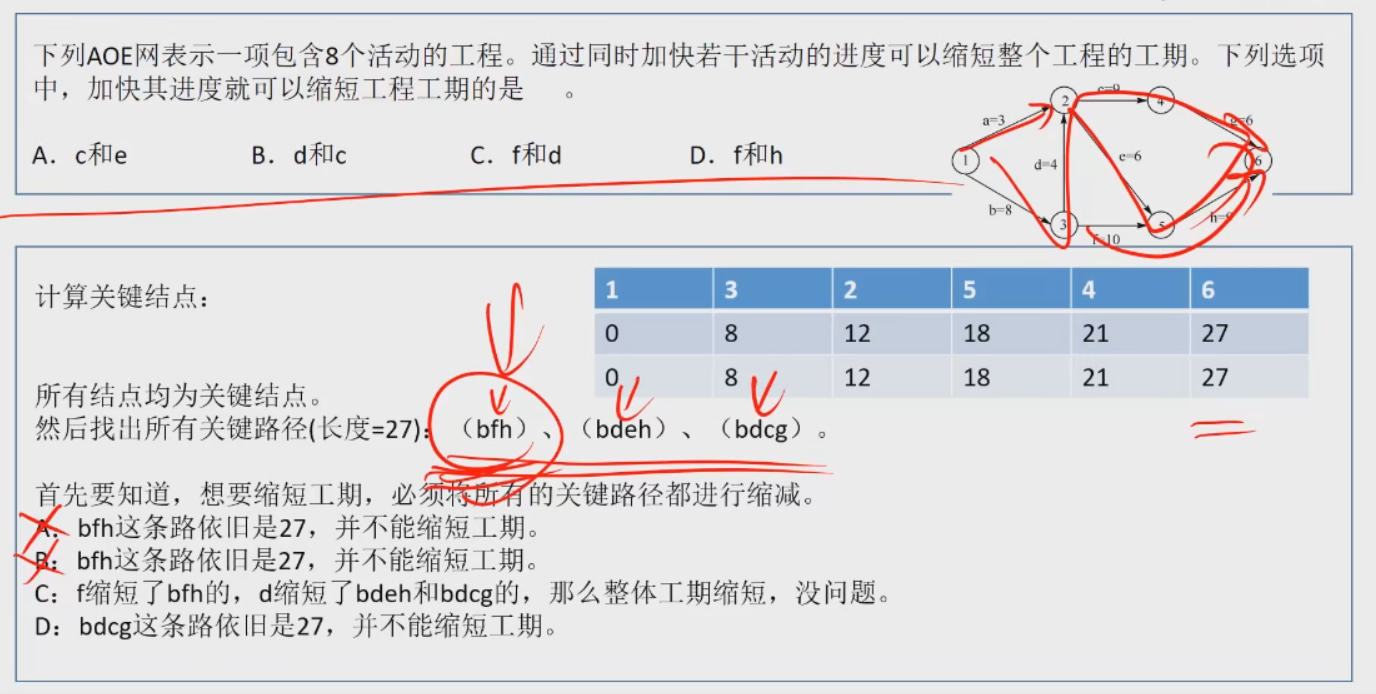 下列AOE网表示一项包含8个活动的工程。通过同时加快若干活动的进度可以缩短整个工程的工期。下列选项
中，加快其进度就可以缩短工程工期的是 。
A．c和e B．d和c C．f和d D．f和h
2 4
a=3
g=6
1 d=4 e=6 6
b=8
3 5
f=10
计算关键结点：
1 3 2 5 4 6
0 8 12 18 21 27
0 8 12 18 21 27
所有结点均为关键结点。
然后找出所有关键路径(长度=27)：（bfh）、（bdeh）、（bdcg）。
首先要知道，想要缩短工期，必须将所有的关键路径都进行缩减。
A：bfh这条路依旧是27，并不能缩短工期。
B：bfh这条路依旧是27，并不能缩短工期。
C：f缩短了bfh的，d缩短了bdeh和bdcg的，那么整体工期缩短，没问题。
D：bdcg这条路依旧是27，并不能缩短工期。